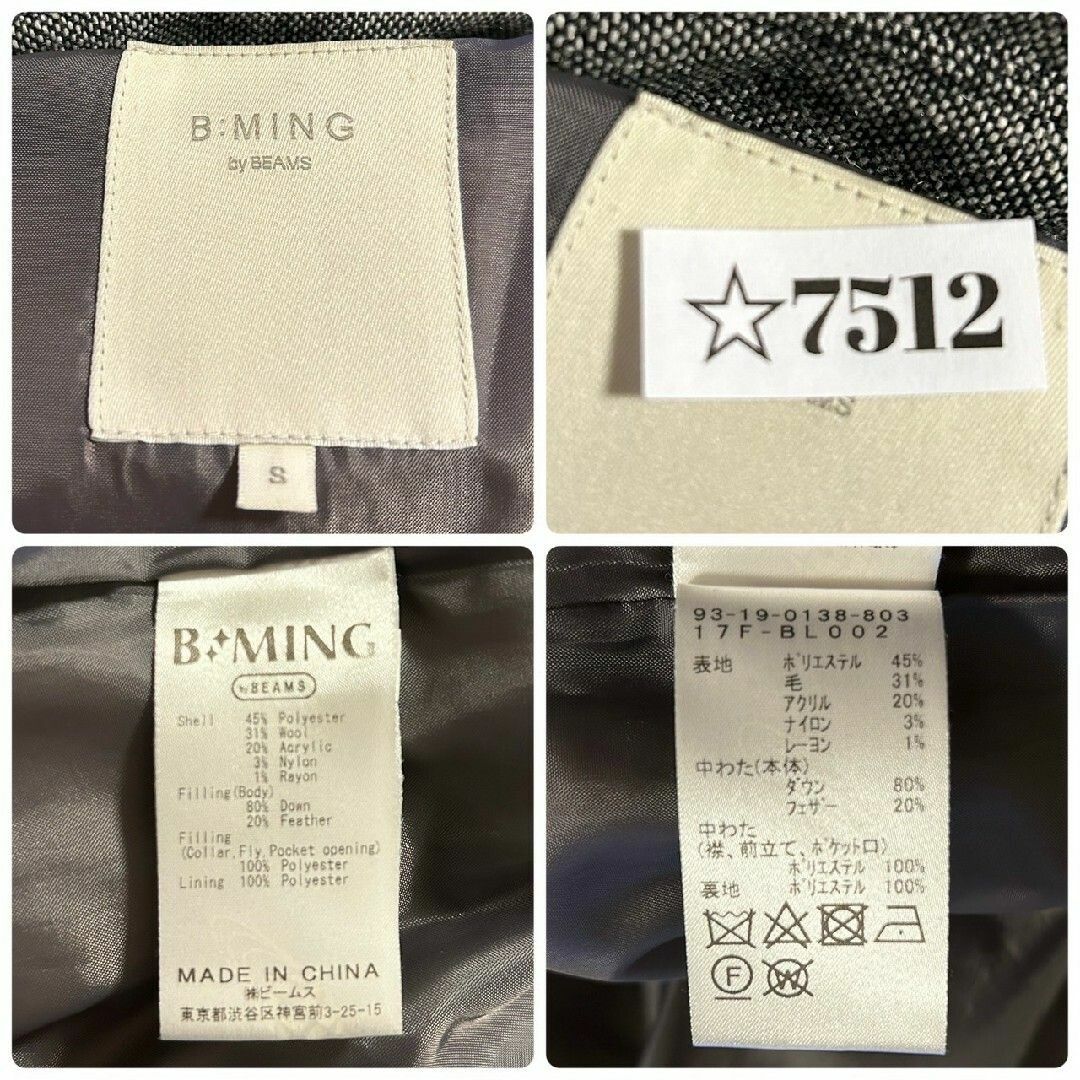 B:MING
by BEAMS
S
☆7512
B:MING
by BEAMS
Shell 45% Polyester
31% Wool
20% Acrylic
3% Nylon
1% Rayon
Filling(Body)
80% Down
20% Feather
Filling
(Collar,Fly,Pocket opening)
100% Polyester
Lining 100% Polyester
MADE IN CHINA
㈱ビームス
東京都渋谷区神宮前3-25-15
93-19-0138-803
17F-BL002
表地 ポリエステル 45%
毛 31%
アクリル 20%
ナイロン 3%
レーヨン 1%
中わた(本体)
ダウン 80%
フェザー 20%
中わた
(襟、前立て、ポケット口)
ポリエステル 100%
裏地 ポリエステル 100%
F W